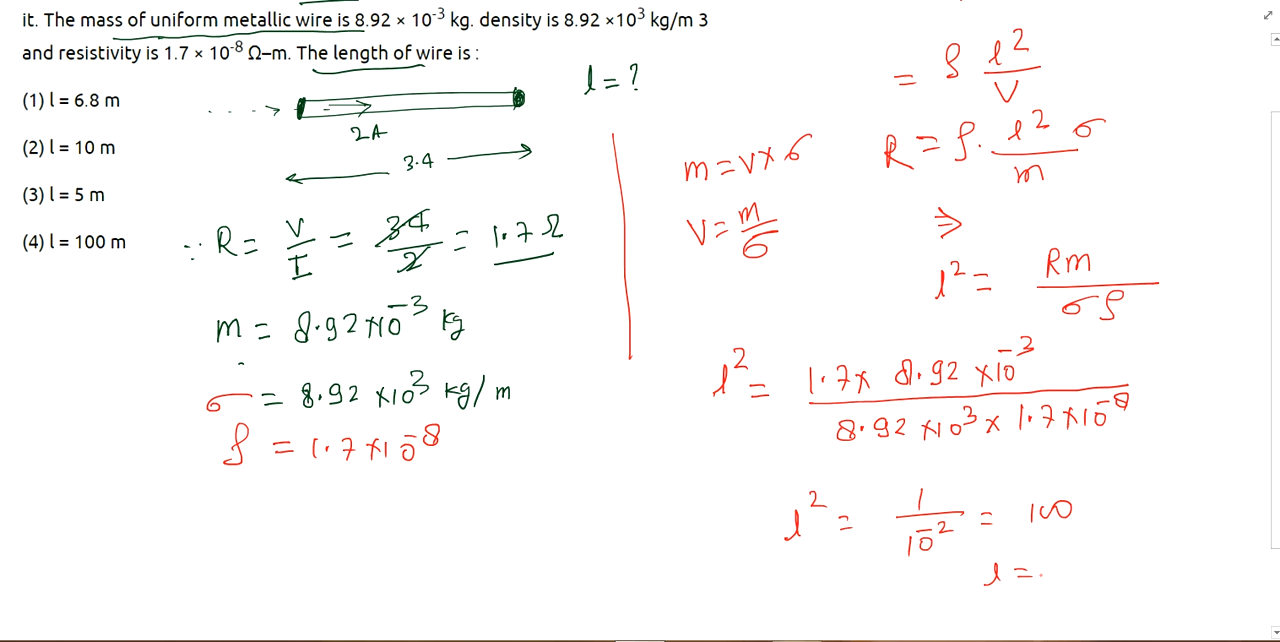 it. The mass of uniform metallic wire is 8.92 × 10⁻³ kg. density is 8.92 ×10³ kg/m 3
and resistivity is 1.7 × 10⁻⁸ Ω–m. The length of wire is :
(1) l = 6.8 m
(2) l = 10 m
(3) l = 5 m
(4) l = 100 m
l = ?
2A
3.4
∵ R = V/I = 34/2 = 1.7 Ω
m = 8.92×10⁻³ kg
σ = 8.92 ×10³ kg/m
ρ = 1.7 ×10⁻⁸
= ρ l²/V
m = V×σ
R = ρ. l² σ/m
V = m/σ
⇒
l² = Rm/σρ
l² = 1.7× 8.92 ×10⁻³/8.92 ×10³ × 1.7×10⁻⁸
l² = 1/10⁻² = 100
l =